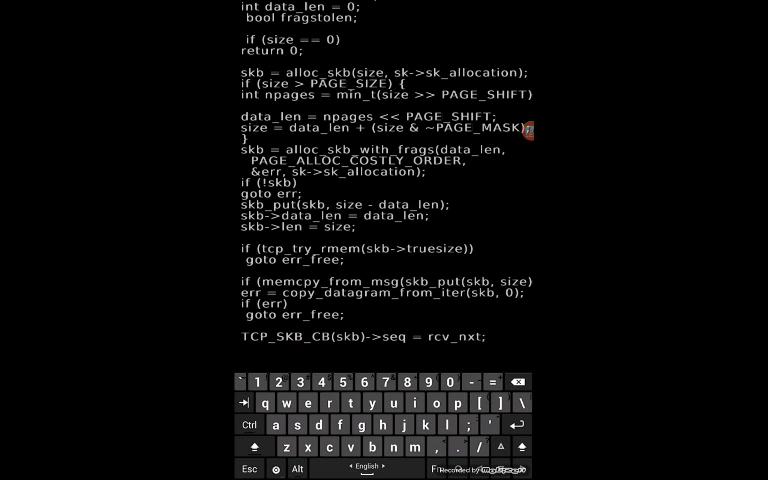 int data_len = 0;
bool fragstolen;
if (size == 0)
return 0;
skb = alloc_skb(size, sk->sk_allocation);
if (size > PAGE_SIZE) {
int npages = min_t(size >> PAGE_SHIFT)
data_len = npages << PAGE_SHIFT;
size = data_len + (size & ~PAGE_MASK)
}
skb = alloc_skb_with_frags(data_len,
PAGE_ALLOC_COSTLY_ORDER,
&err, sk->sk_allocation);
if (!skb)
goto err;
skb_put(skb, size - data_len);
skb->data_len = data_len;
skb->len = size;
if (tcp_try_rmem(skb->truesize))
goto err_free;
if (memcpy_from_msg(skb_put(skb, size)
err = copy_datagram_from_iter(skb, 0);
if (err)
goto err_free;
TCP_SKB_CB(skb)->seq = rcv_nxt;
` 1 2 3 4 5 6 7 8 9 0 - =
q w e r t y u i o p [ ] \
Ctrl a s d f g h j k l ; '
z x c v b n m , . /
Esc Alt English Fn
Recorded by